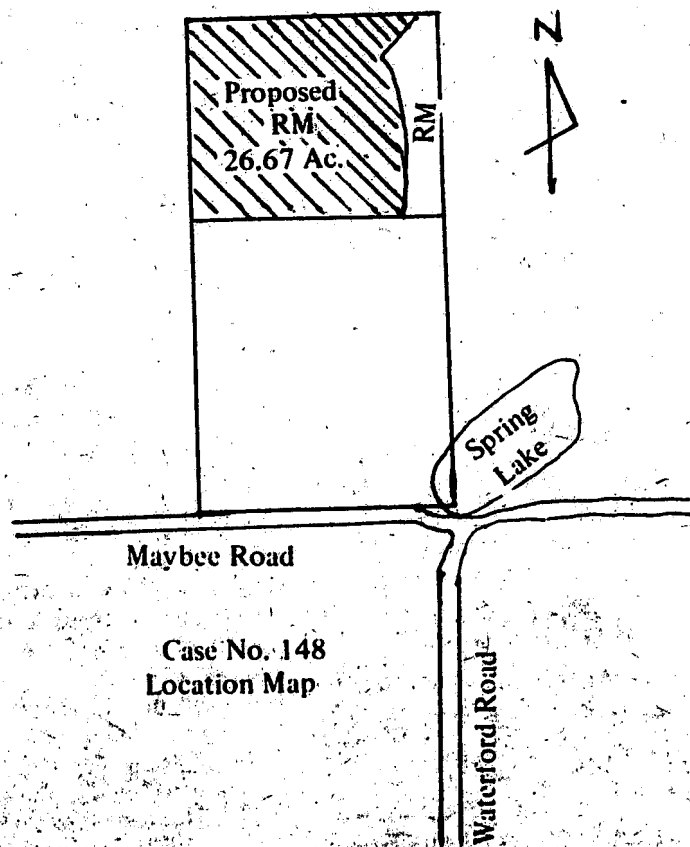 N
Proposed
RM
26.67 Ac.
RM
Spring
Lake
Maybee Road
Case No. 148
Location Map
Waterford Road